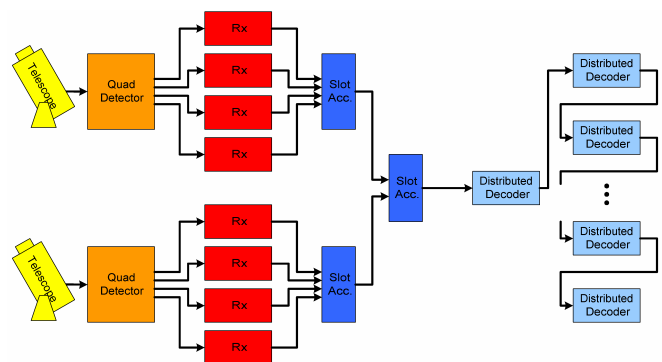 Telescope
Quad
Detector
Rx
Rx
Rx
Rx
Slot
Acc.
Telescope
Quad
Detector
Rx
Rx
Rx
Rx
Slot
Acc.
Slot
Acc.
Distributed
Decoder
Distributed
Decoder
Distributed
Decoder
Distributed
Decoder
Distributed
Decoder